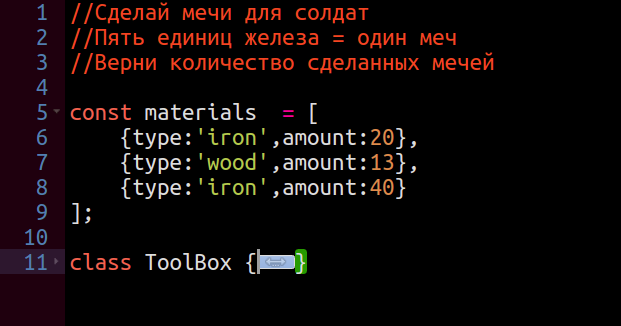 1 //Сделай мечи для солдат
2 //Пять единиц железа = один меч
3 //Верни количество сделанных мечей
4
5 const materials  = [
6     {type:'iron',amount:20},
7     {type:'wood',amount:13},
8     {type:'iron',amount:40}
9 ];
10
11 class ToolBox {}